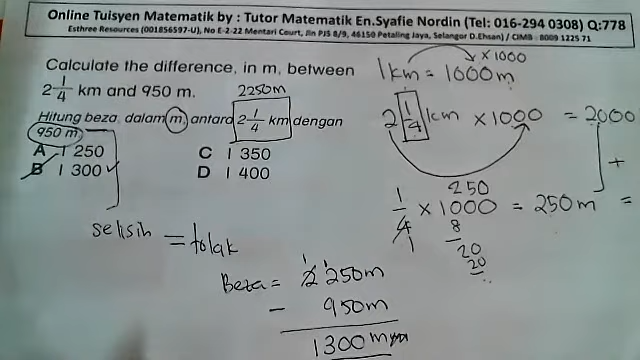 Online Tuisyen Matematik by : Tutor Matematik En.Syafie Nordin (Tel: 016-294 0308) Q:778
Esthree Resources (001856597-U), No E-2-22 Mentari Court, Jln PJS 8/9, 46150 Petaling Jaya, Selangor D.Ehsan) / CIMB : 8009 1225 71
Calculate the difference, in m, between
2 1/4 km and 950 m.
2250m
Hitung beza, dalam m, antara 2 1/4 km dengan
950 m.
A 1 250
B 1 300 ✓
C 1 350
D 1 400
x 1000
1km = 1000m
2 1/4 km x 1000 = 2000
+
1/4 x 1000 = 250m =
250
1
8
20
20
selisih = tolak
Beza = 2250m
1
- 950m
1300m